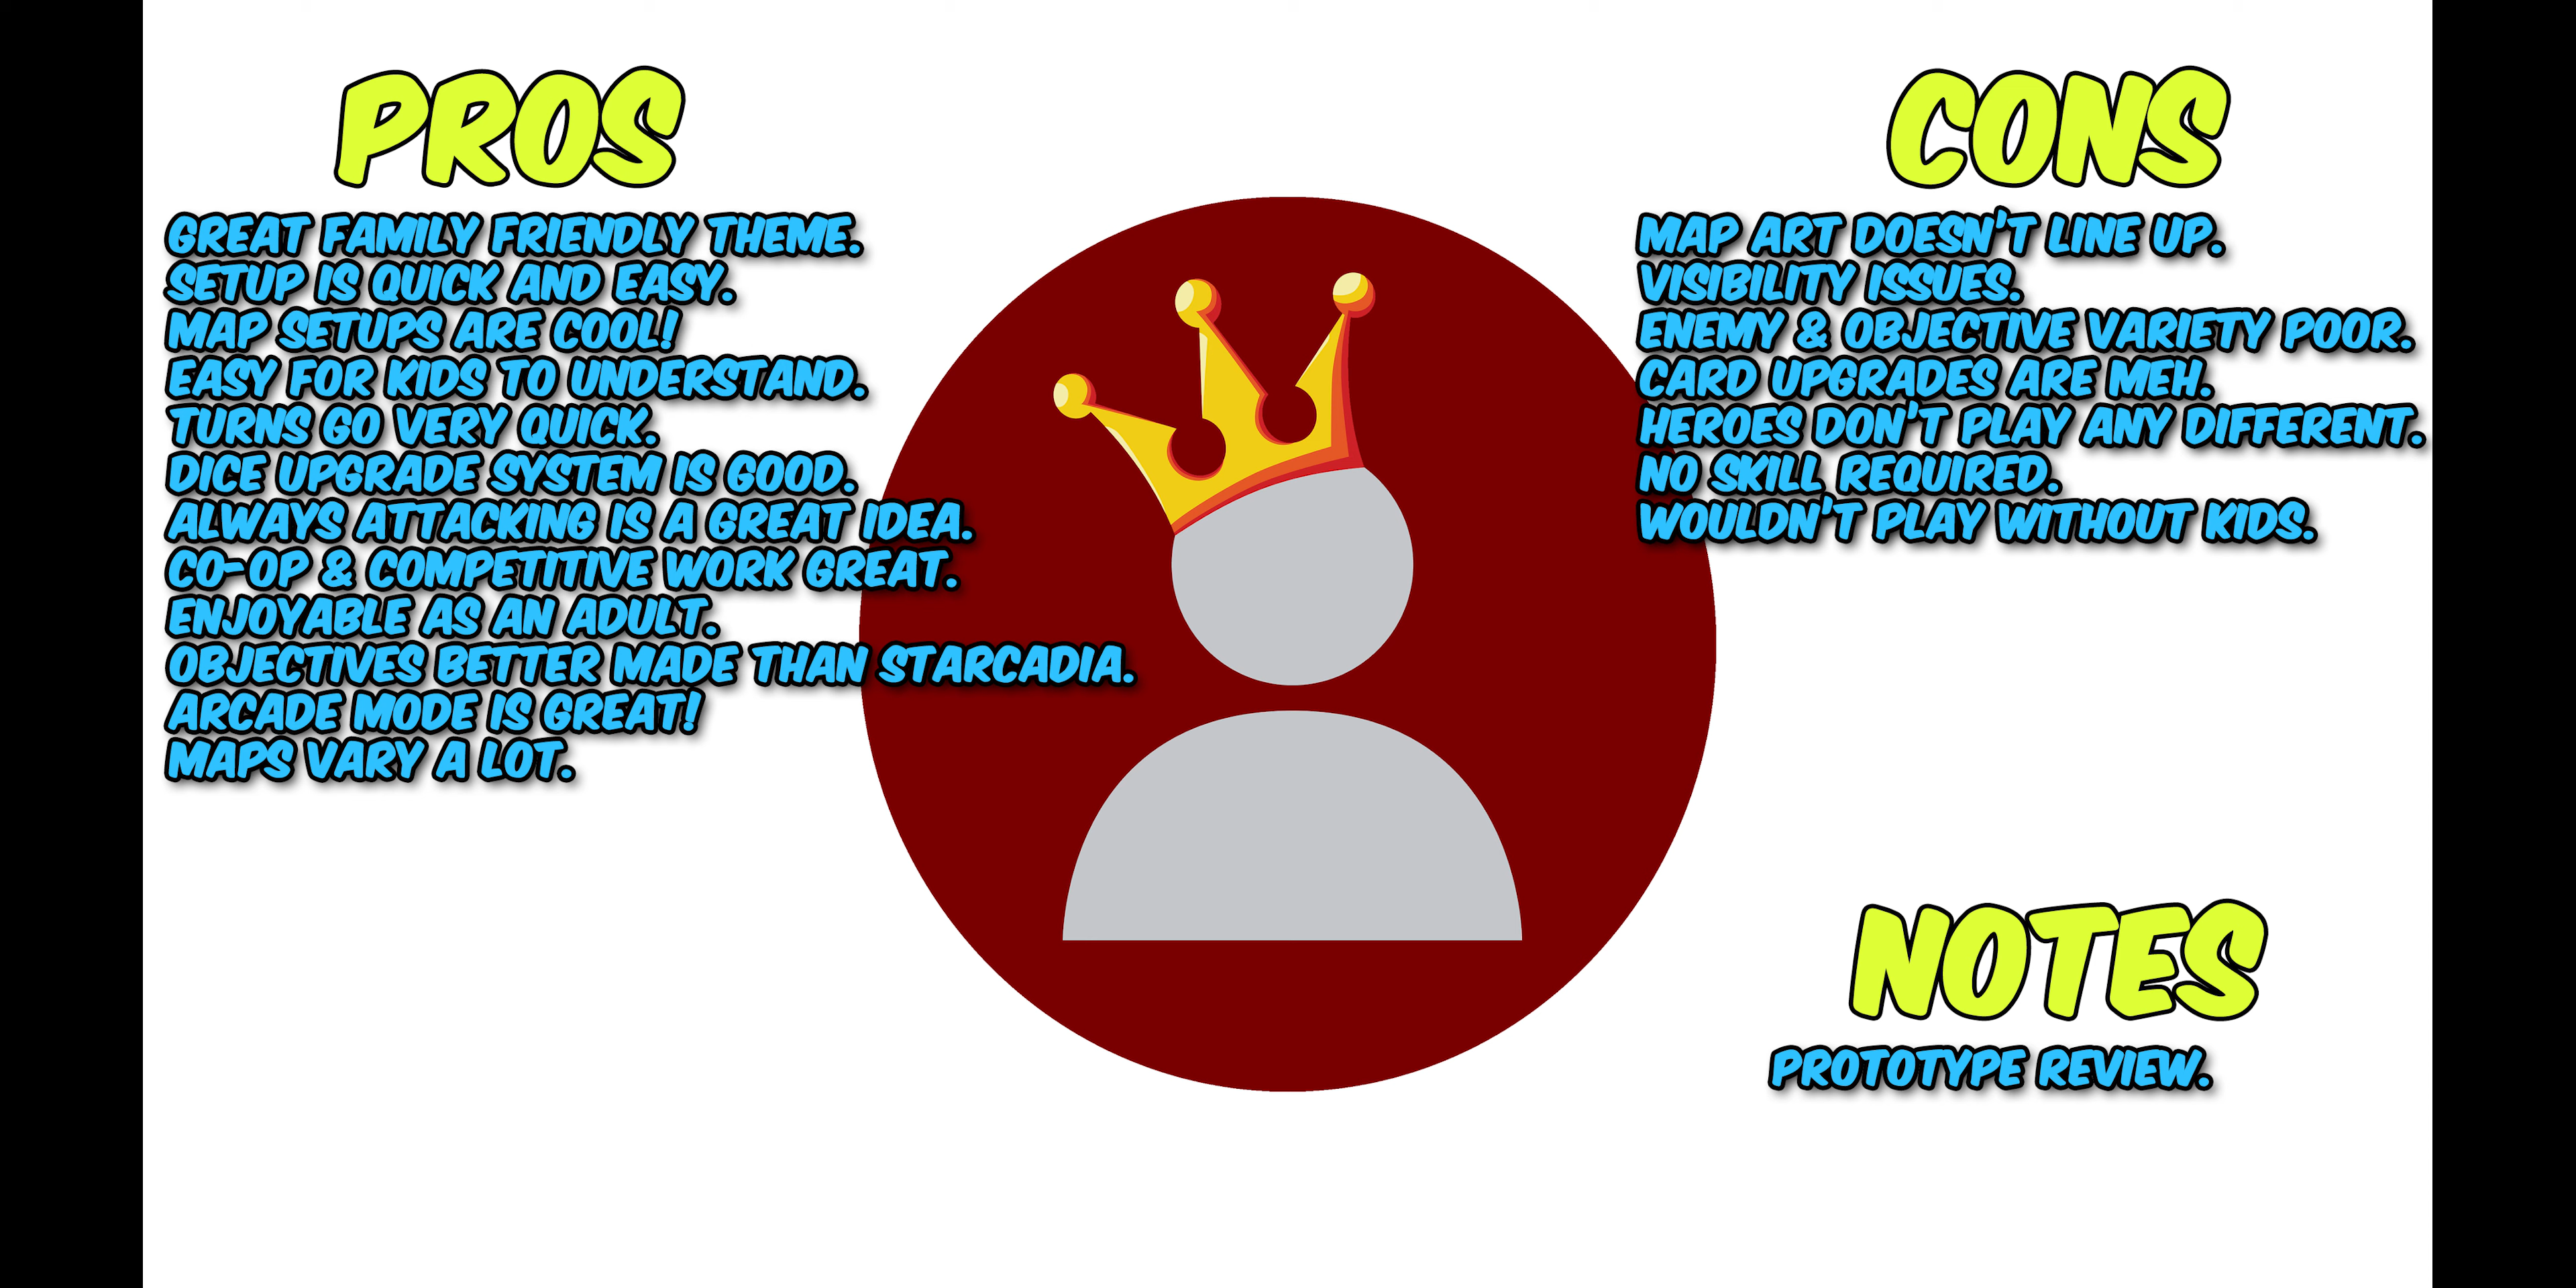 PROS
GREAT FAMILY FRIENDLY THEME.
SETUP IS QUICK AND EASY.
MAP SETUPS ARE COOL!
EASY FOR KIDS TO UNDERSTAND.
TURNS GO VERY QUICK.
DICE UPGRADE SYSTEM IS GOOD.
ALWAYS ATTACKING IS A GREAT IDEA.
CO-OP & COMPETITIVE WORK GREAT.
ENJOYABLE AS AN ADULT.
OBJECTIVES BETTER MADE THAN STARCADIA.
ARCADE MODE IS GREAT!
MAPS VARY A LOT.
CONS
MAP ART DOESN'T LINE UP.
VISIBILITY ISSUES.
ENEMY & OBJECTIVE VARIETY POOR.
CARD UPGRADES ARE MEH.
HEROES DON'T PLAY ANY DIFFERENT.
NO SKILL REQUIRED.
WOULDN'T PLAY WITHOUT KIDS.
NOTES
PROTOTYPE REVIEW.